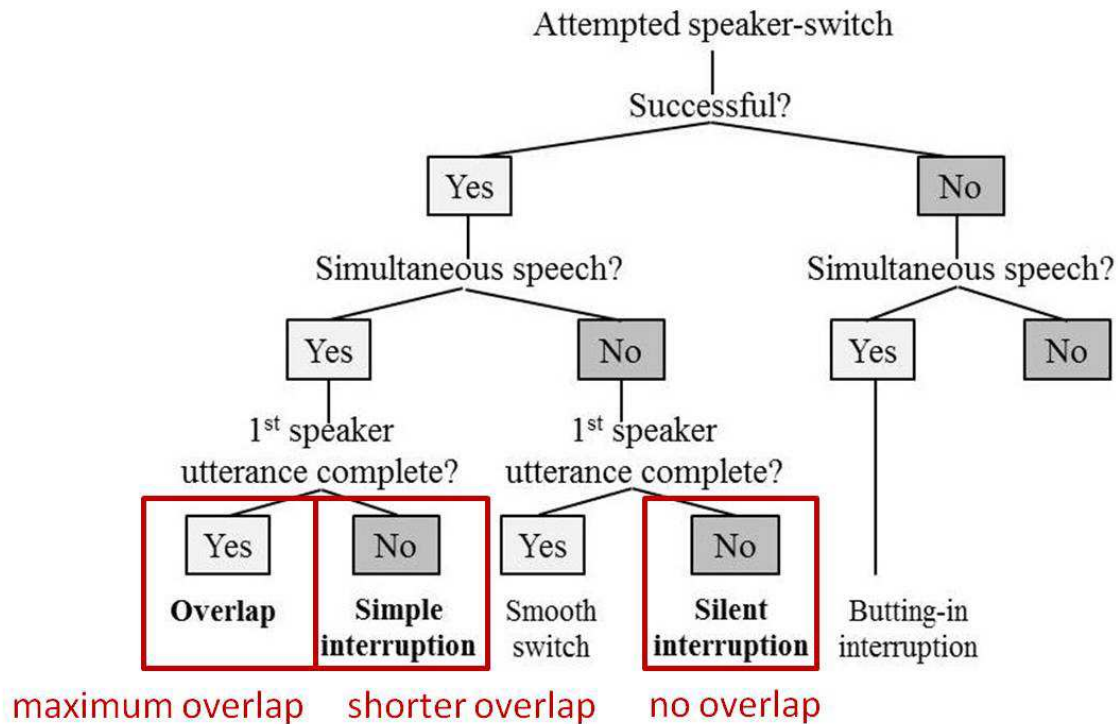 Attempted speaker-switch
Successful?
Yes No
Simultaneous speech? Simultaneous speech?
Yes No Yes No
1st speaker 1st speaker
utterance complete? utterance complete?
Yes No Yes No
Overlap Simple Smooth Silent Butting-in
interruption switch interruption interruption
maximum overlap shorter overlap no overlap